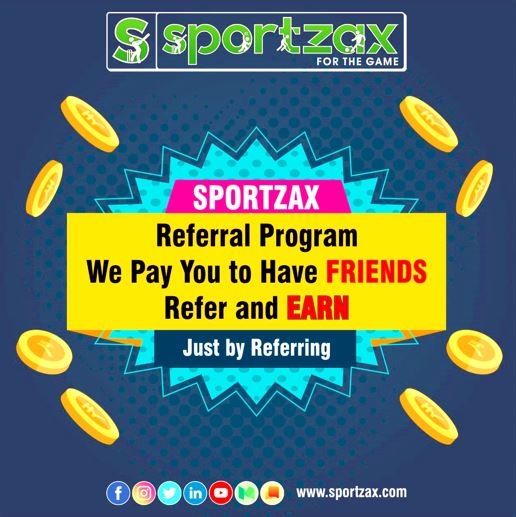 S sportzax
FOR THE GAME
SPORTZAX
Referral Program
We Pay You to Have FRIENDS
Refer and EARN
Just by Referring
www.sportzax.com